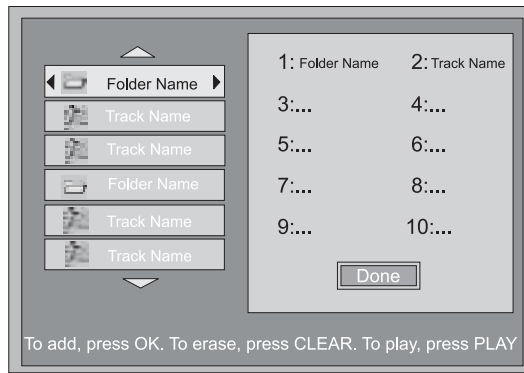 Folder Name
Track Name
Track Name
Folder Name
Track Name
Track Name
1: Folder Name 2: Track Name
3:... 4:...
5:... 6:...
7:... 8:...
9:... 10:...
Done
To add, press OK. To erase, press CLEAR. To play, press PLAY